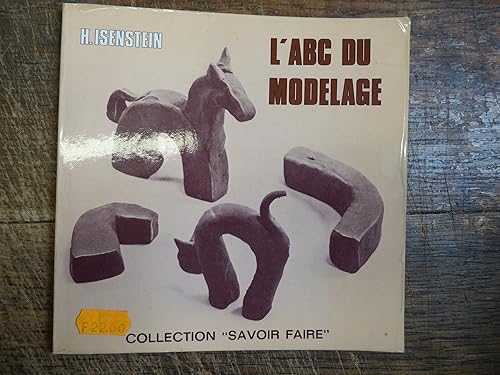 H. ISENSTEIN
L'ABC DU
MODELAGE
F22.00
COLLECTION "SAVOIR FAIRE"